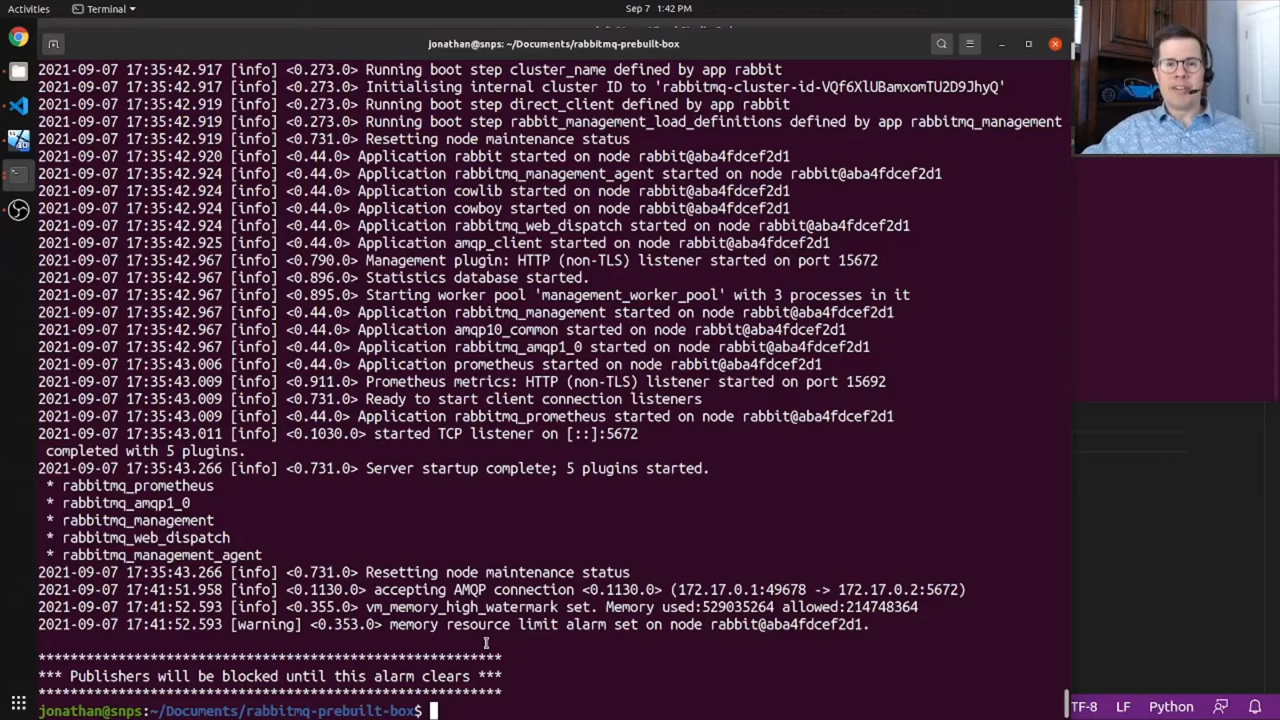 Activities
Terminal
Sep 7 1:42 PM
jonathan@snps: ~/Documents/rabbitmq-prebuilt-box
2021-09-07 17:35:42.917 [info] <0.273.0> Running boot step cluster_name defined by app rabbit
2021-09-07 17:35:42.917 [info] <0.273.0> Initialising internal cluster ID to 'rabbitmq-cluster-id-VQf6XlUBamxomTU2D9JhyQ'
2021-09-07 17:35:42.919 [info] <0.273.0> Running boot step direct_client defined by app rabbit
2021-09-07 17:35:42.919 [info] <0.273.0> Running boot step rabbit_management_load_definitions defined by app rabbitmq_management
2021-09-07 17:35:42.919 [info] <0.731.0> Resetting node maintenance status
2021-09-07 17:35:42.920 [info] <0.44.0> Application rabbit started on node rabbit@aba4fdcef2d1
2021-09-07 17:35:42.924 [info] <0.44.0> Application rabbitmq_management_agent started on node rabbit@aba4fdcef2d1
2021-09-07 17:35:42.924 [info] <0.44.0> Application cowlib started on node rabbit@aba4fdcef2d1
2021-09-07 17:35:42.924 [info] <0.44.0> Application cowboy started on node rabbit@aba4fdcef2d1
2021-09-07 17:35:42.924 [info] <0.44.0> Application rabbitmq_web_dispatch started on node rabbit@aba4fdcef2d1
2021-09-07 17:35:42.925 [info] <0.44.0> Application amqp_client started on node rabbit@aba4fdcef2d1
2021-09-07 17:35:42.967 [info] <0.790.0> Management plugin: HTTP (non-TLS) listener started on port 15672
2021-09-07 17:35:42.967 [info] <0.896.0> Statistics database started.
2021-09-07 17:35:42.967 [info] <0.895.0> Starting worker pool 'management_worker_pool' with 3 processes in it
2021-09-07 17:35:42.967 [info] <0.44.0> Application rabbitmq_management started on node rabbit@aba4fdcef2d1
2021-09-07 17:35:42.967 [info] <0.44.0> Application amqp10_common started on node rabbit@aba4fdcef2d1
2021-09-07 17:35:42.967 [info] <0.44.0> Application rabbitmq_amqp1_0 started on node rabbit@aba4fdcef2d1
2021-09-07 17:35:43.006 [info] <0.44.0> Application prometheus started on node rabbit@aba4fdcef2d1
2021-09-07 17:35:43.009 [info] <0.911.0> Prometheus metrics: HTTP (non-TLS) listener started on port 15692
2021-09-07 17:35:43.009 [info] <0.731.0> Ready to start client connection listeners
2021-09-07 17:35:43.009 [info] <0.44.0> Application rabbitmq_prometheus started on node rabbit@aba4fdcef2d1
2021-09-07 17:35:43.011 [info] <0.1030.0> started TCP listener on [::]:5672
completed with 5 plugins.
2021-09-07 17:35:43.266 [info] <0.731.0> Server startup complete; 5 plugins started.
* rabbitmq_prometheus
* rabbitmq_amqp1_0
* rabbitmq_management
* rabbitmq_web_dispatch
* rabbitmq_management_agent
2021-09-07 17:35:43.266 [info] <0.731.0> Resetting node maintenance status
2021-09-07 17:41:51.958 [info] <0.1130.0> accepting AMQP connection <0.1130.0> (172.17.0.1:49678 -> 172.17.0.2:5672)
2021-09-07 17:41:52.593 [info] <0.355.0> vm_memory_high_watermark set. Memory used:529035264 allowed:214748364
2021-09-07 17:41:52.593 [warning] <0.353.0> memory resource limit alarm set on node rabbit@aba4fdcef2d1.
**********************************************************
*** Publishers will be blocked until this alarm clears ***
**********************************************************
jonathan@snps:~/Documents/rabbitmq-prebuilt-box$
TF-8 LF Python